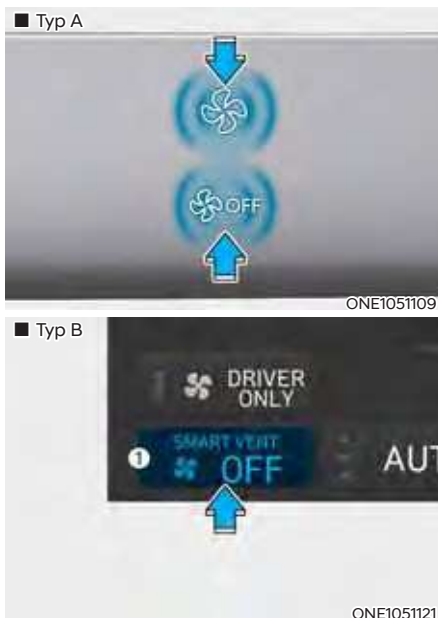 ■ Typ A
OFF
ONE1051109
■ Typ B
DRIVER
ONLY
SMART VENT
1 OFF
AUT
ONE1051121